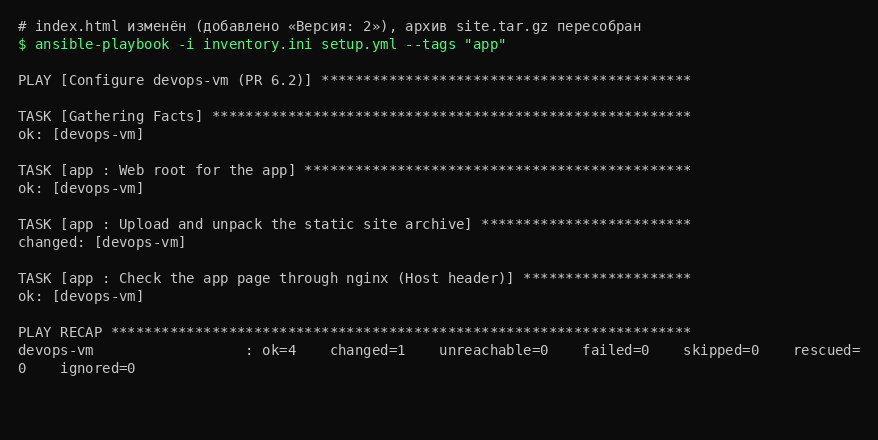 # index.html изменён (добавлено «Версия: 2»), архив site.tar.gz пересобран
$ ansible-playbook -i inventory.ini setup.yml --tags "app"
PLAY [Configure devops-vm (PR 6.2)] ********************************************
TASK [Gathering Facts] *********************************************************
ok: [devops-vm]
TASK [app : Web root for the app] **********************************************
ok: [devops-vm]
TASK [app : Upload and unpack the static site archive] *************************
changed: [devops-vm]
TASK [app : Check the app page through nginx (Host header)] ********************
ok: [devops-vm]
PLAY RECAP *********************************************************************
devops-vm                  : ok=4    changed=1    unreachable=0    failed=0    skipped=0    rescued=
0    ignored=0